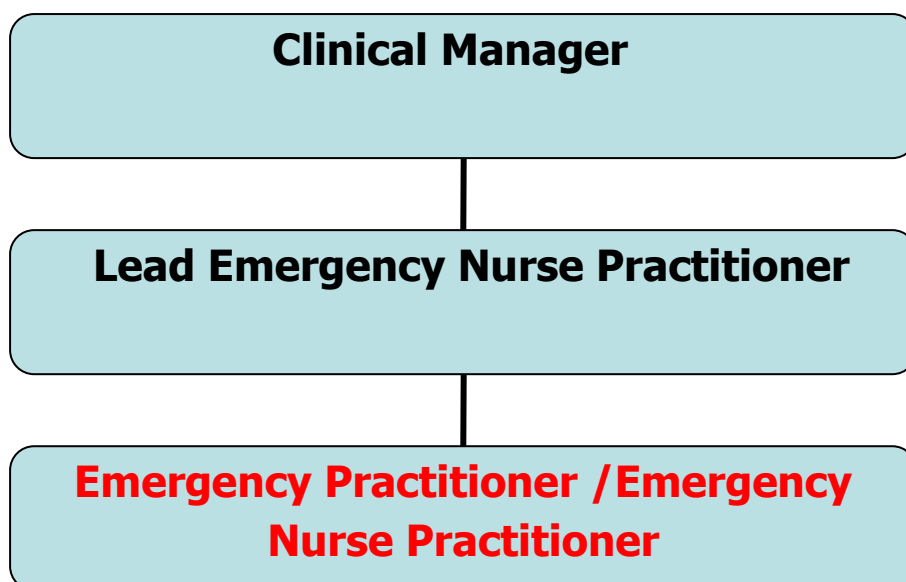 Clinical Manager
Lead Emergency Nurse Practitioner
Emergency Practitioner /Emergency
Nurse Practitioner